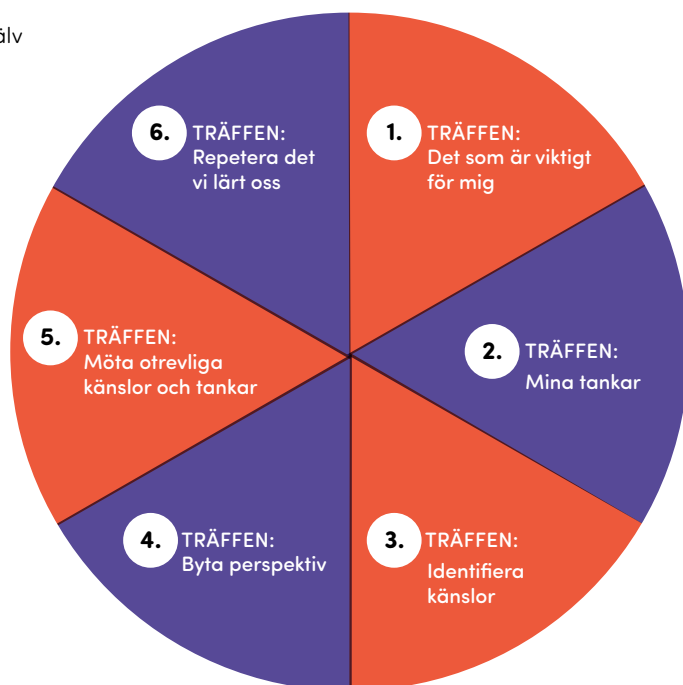 älv
1. TRÄFFEN:
Det som är viktigt
för mig
2. TRÄFFEN:
Mina tankar
3. TRÄFFEN:
Identifiera
känslor
4. TRÄFFEN:
Byta perspektiv
5. TRÄFFEN:
Möta otrevliga
känslor och tankar
6. TRÄFFEN:
Repetera det
vi lärt oss